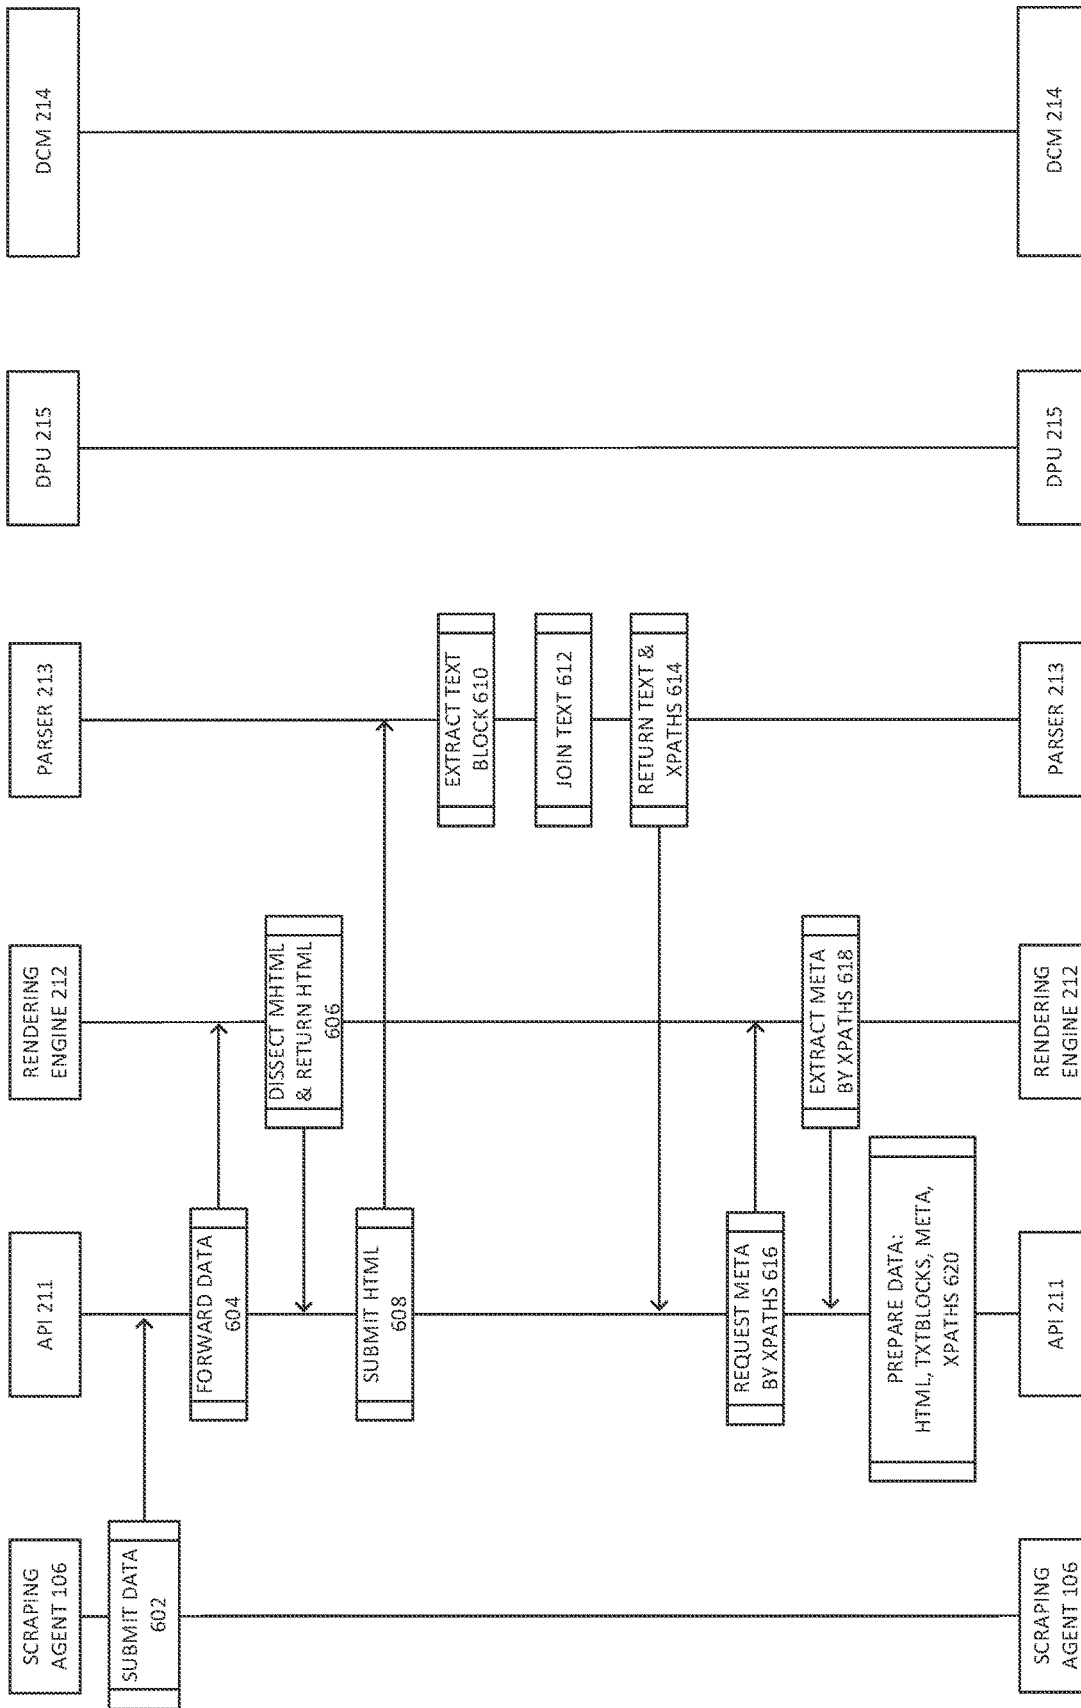 SCRAPING
AGENT 106
API 211
RENDERING
ENGINE 212
PARSER 213
DPU 215
DCM 214
SUBMIT DATA
602
FORWARD DATA
604
DISSECT MHTML
& RETURN HTML
606
SUBMIT HTML
608
EXTRACT TEXT
BLOCK 610
JOIN TEXT 612
RETURN TEXT &
XPATHS 614
REQUEST META
BY XPATHS 616
EXTRACT META
BY XPATHS 618
PREPARE DATA:
HTML, TXTBLOCKS, META,
XPATHS 620
SCRAPING
AGENT 106
API 211
RENDERING
ENGINE 212
PARSER 213
DPU 215
DCM 214